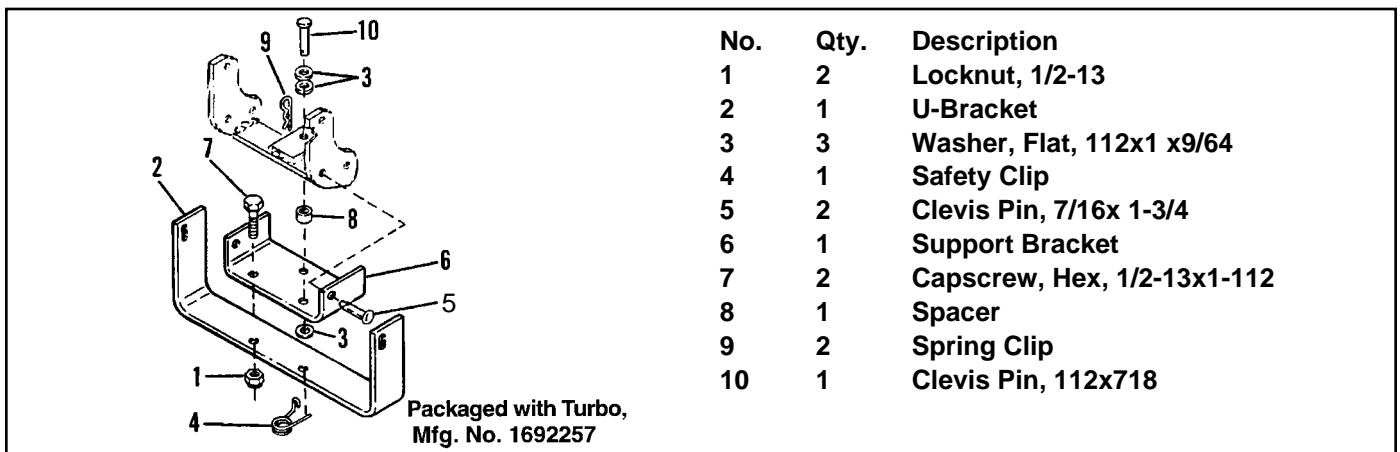 10
9
3
7
2
8
6
5
3
1
4
Packaged with Turbo,
Mfg. No. 1692257
No. Qty. Description
1 2 Locknut, 1/2-13
2 1 U-Bracket
3 3 Washer, Flat, 112x1 x9/64
4 1 Safety Clip
5 2 Clevis Pin, 7/16x 1-3/4
6 1 Support Bracket
7 2 Capscrew, Hex, 1/2-13x1-112
8 1 Spacer
9 2 Spring Clip
10 1 Clevis Pin, 112x718